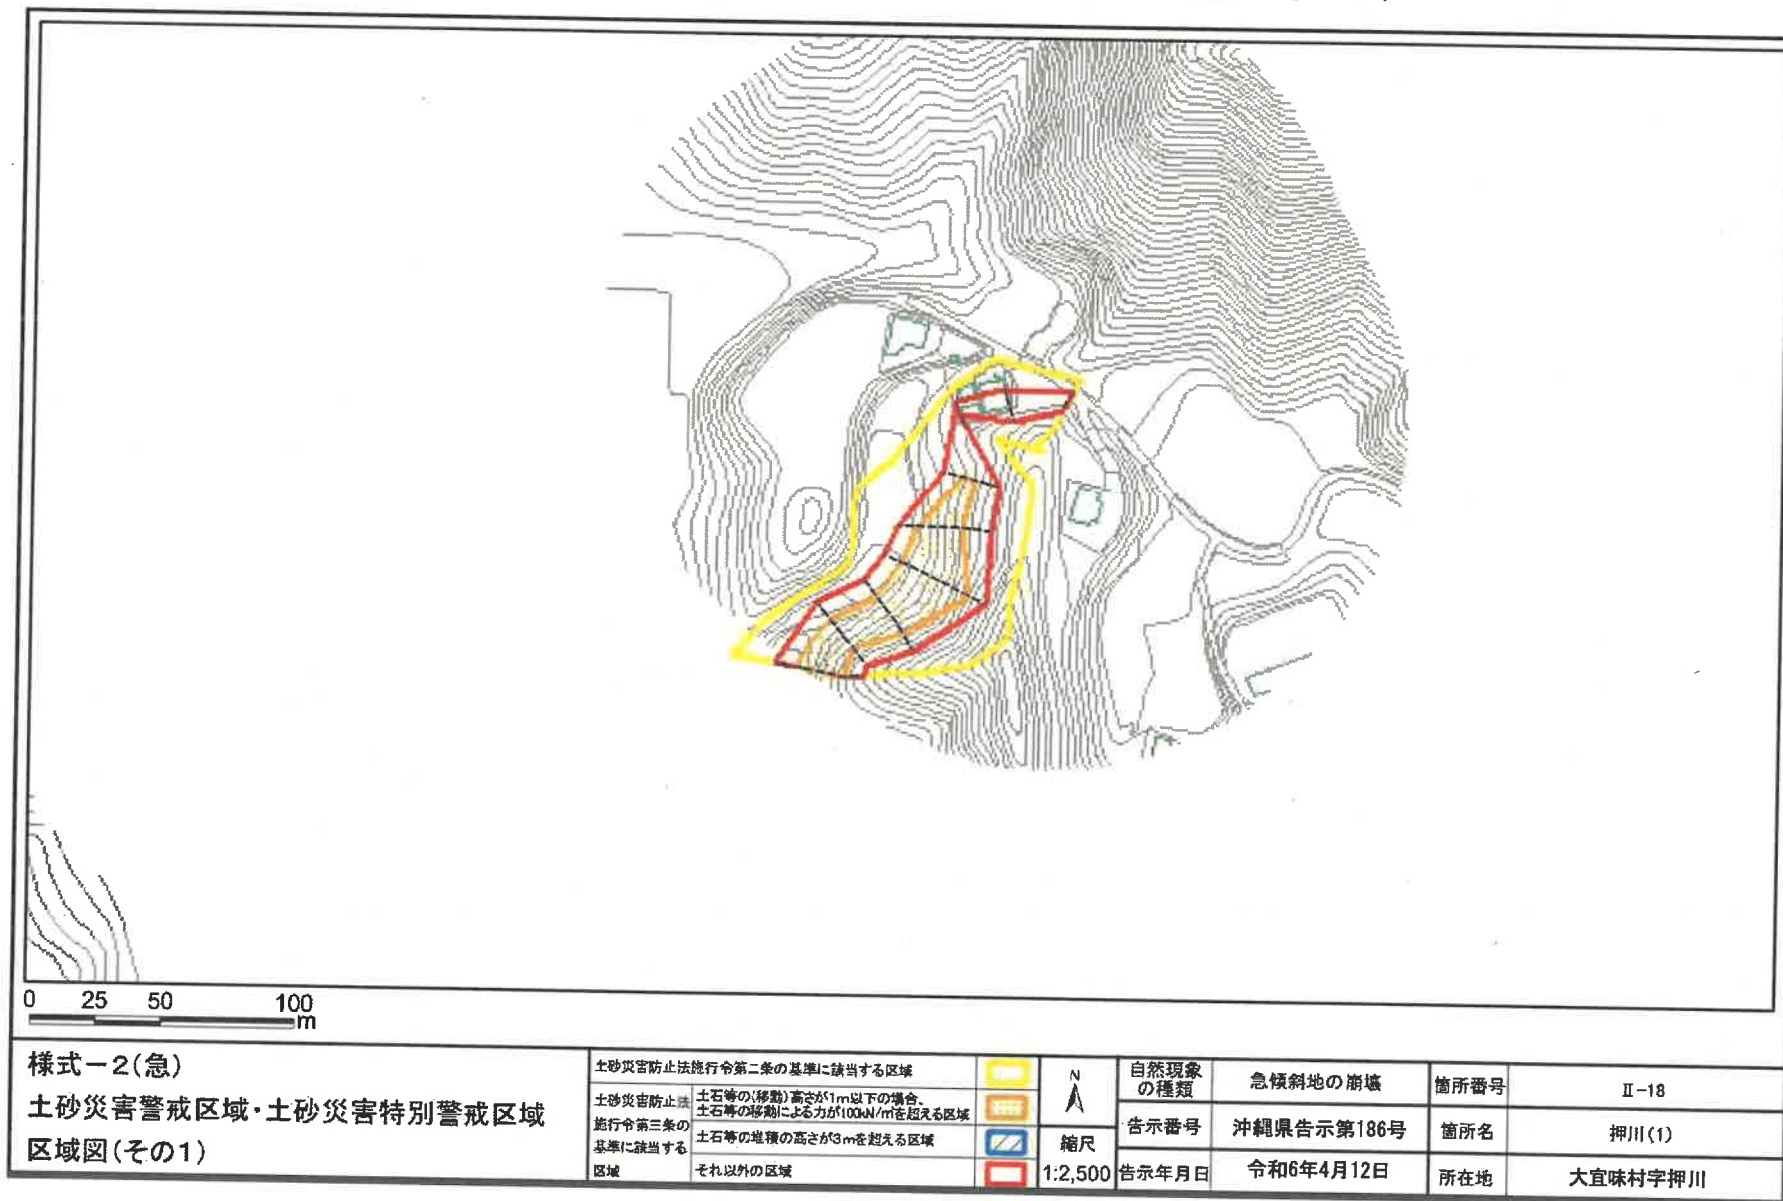 0 25 50 100
m
様式－2(急)
土砂災害警戒区域・土砂災害特別警戒区域
区域図(その1)
土砂災害防止法施行令第二条の基準に該当する区域
土砂災害防止法
施行令第三条の
基準に該当する
区域
土石等の(移動)高さが1m以下の場合、
土石等の移動による力が100kN/㎡を超える区域
土石等の堆積の高さが3mを超える区域
それ以外の区域
N
縮尺
1:2,500
自然現象
の種類
急傾斜地の崩壊
箇所番号
Ⅱ-18
告示番号
沖縄県告示第186号
箇所名
押川(1)
告示年月日
令和6年4月12日
所在地
大宜味村字押川